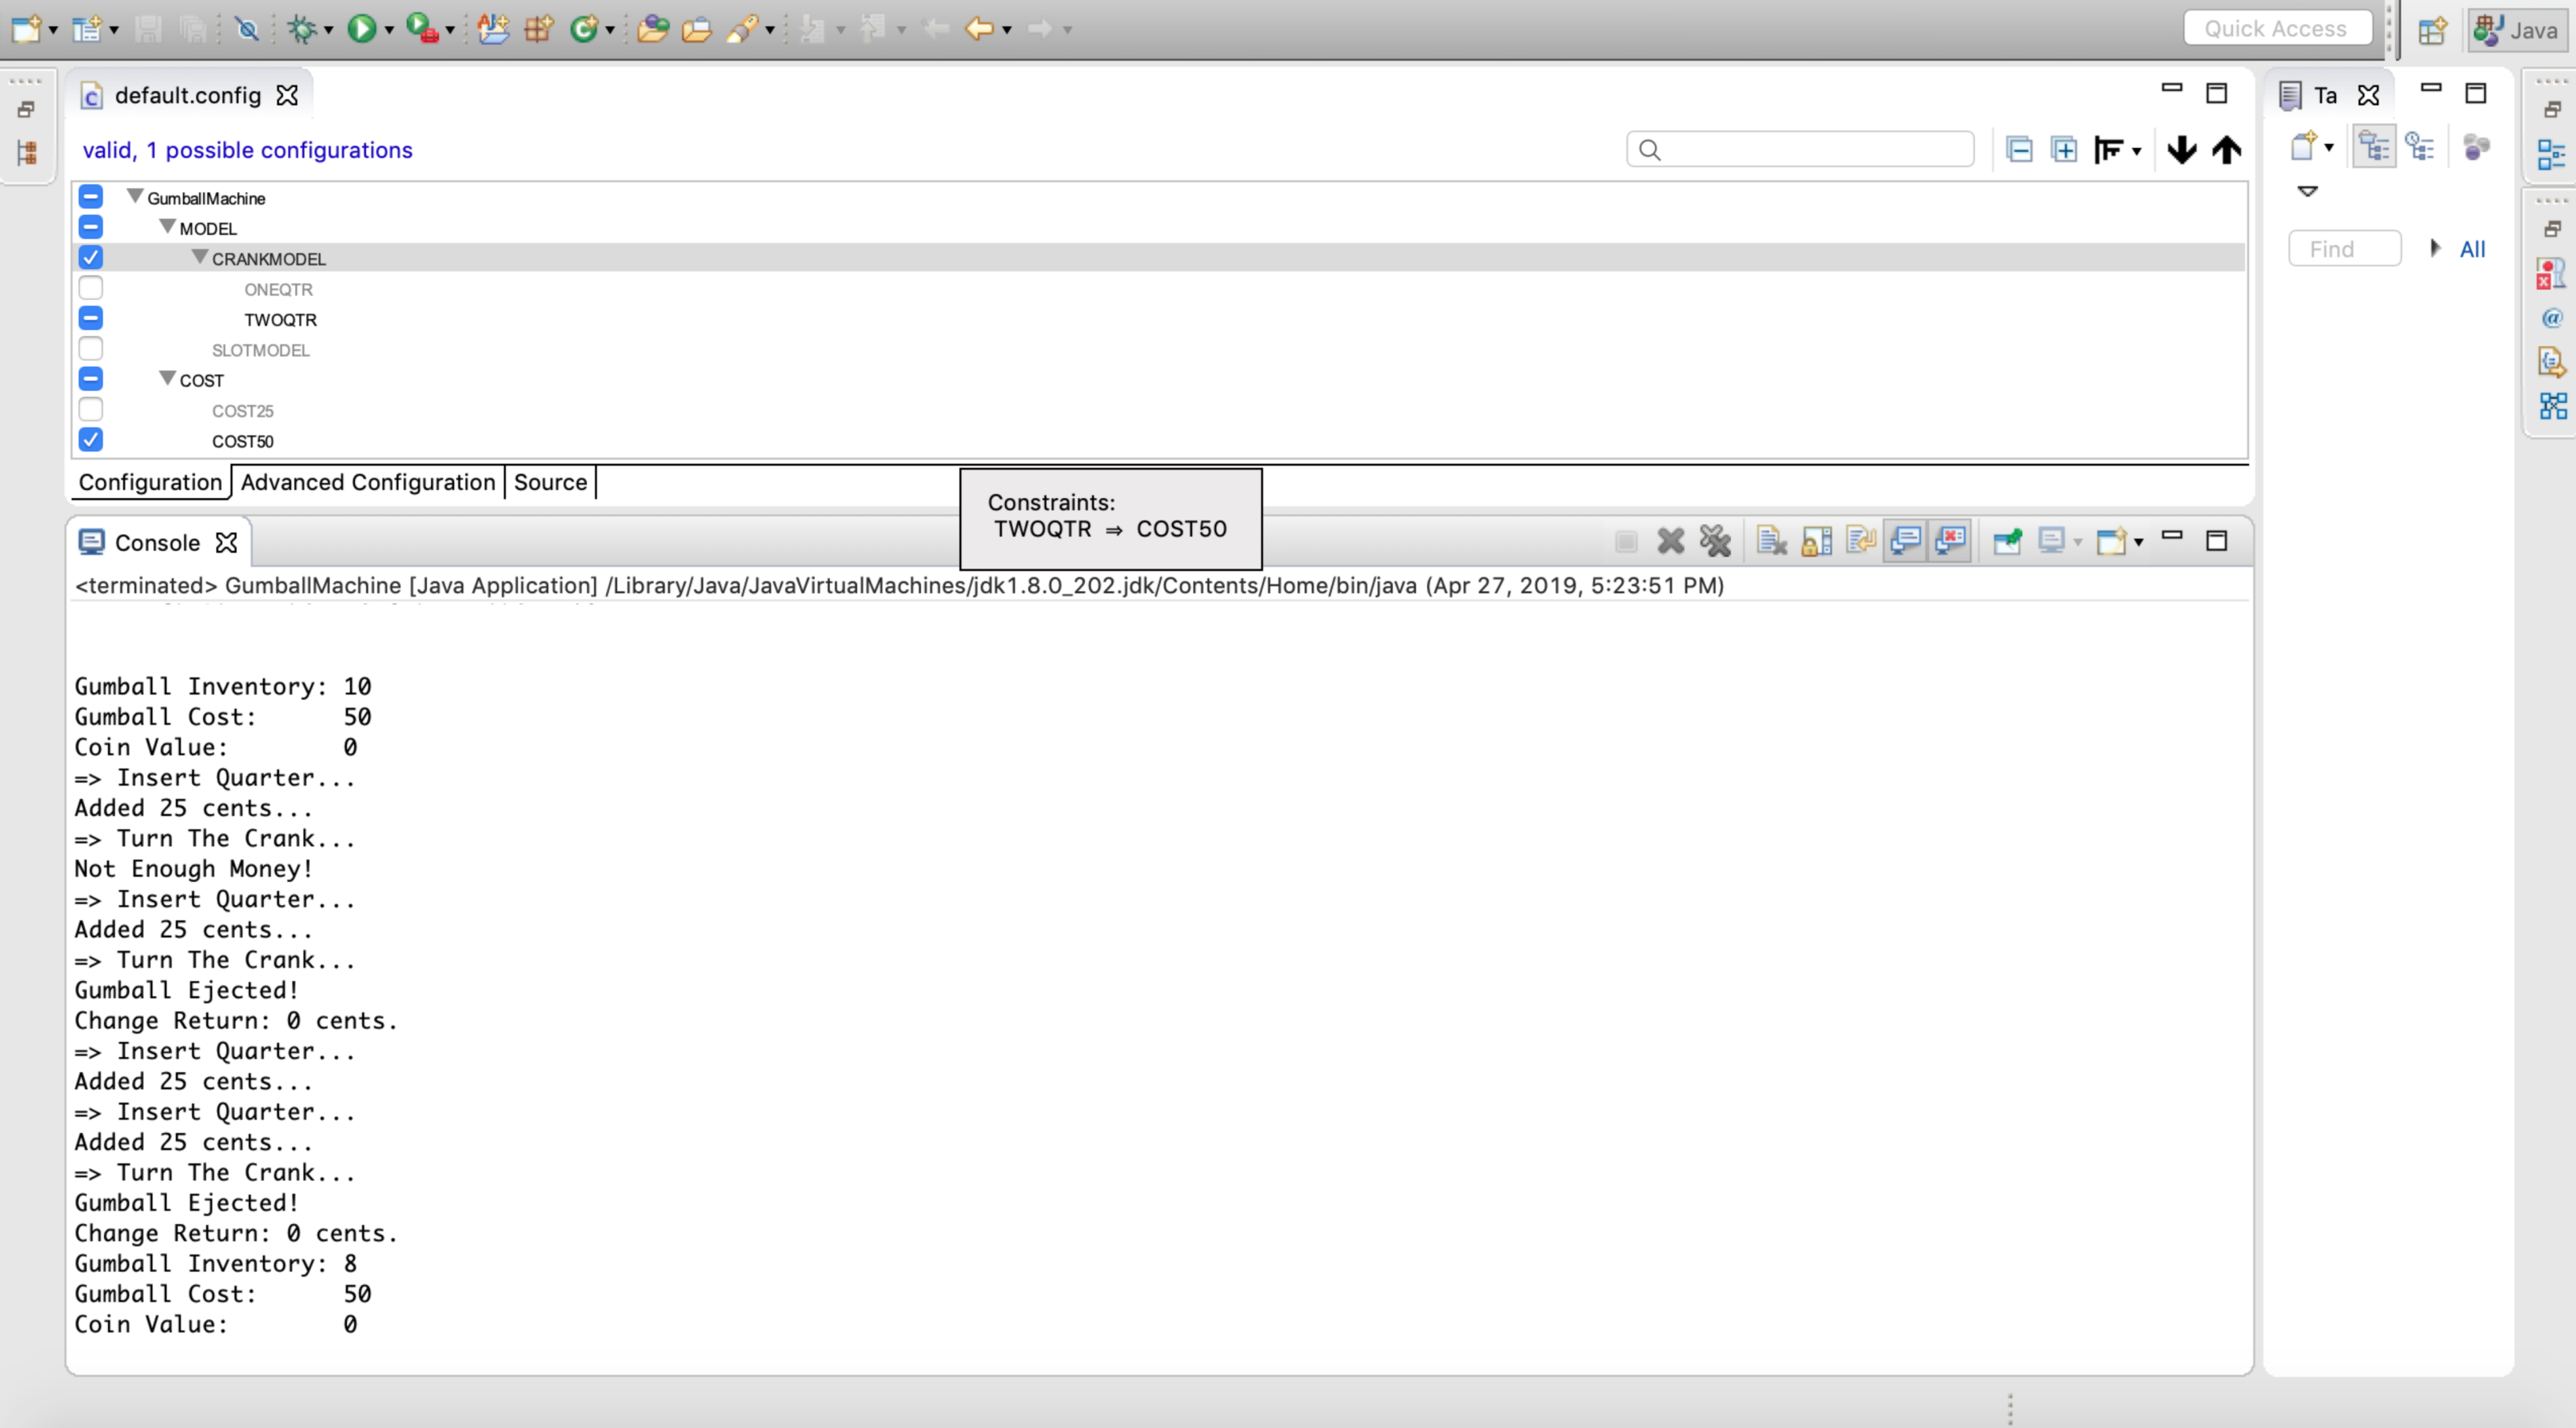 Quick Access
Java
default.config
Ta
valid, 1 possible configurations
GumballMachine
MODEL
CRANKMODEL
ONEQTR
TWOQTR
SLOTMODEL
COST
COST25
COST50
Find
All
Configuration
Advanced Configuration
Source
Constraints:
TWOQTR ⇒ COST50
Console
<terminated> GumballMachine [Java Application] /Library/Java/JavaVirtualMachines/jdk1.8.0_202.jdk/Contents/Home/bin/java (Apr 27, 2019, 5:23:51 PM)
Gumball Inventory: 10
Gumball Cost: 50
Coin Value: 0
=> Insert Quarter...
Added 25 cents...
=> Turn The Crank...
Not Enough Money!
=> Insert Quarter...
Added 25 cents...
=> Turn The Crank...
Gumball Ejected!
Change Return: 0 cents.
=> Insert Quarter...
Added 25 cents...
=> Insert Quarter...
Added 25 cents...
=> Turn The Crank...
Gumball Ejected!
Change Return: 0 cents.
Gumball Inventory: 8
Gumball Cost: 50
Coin Value: 0